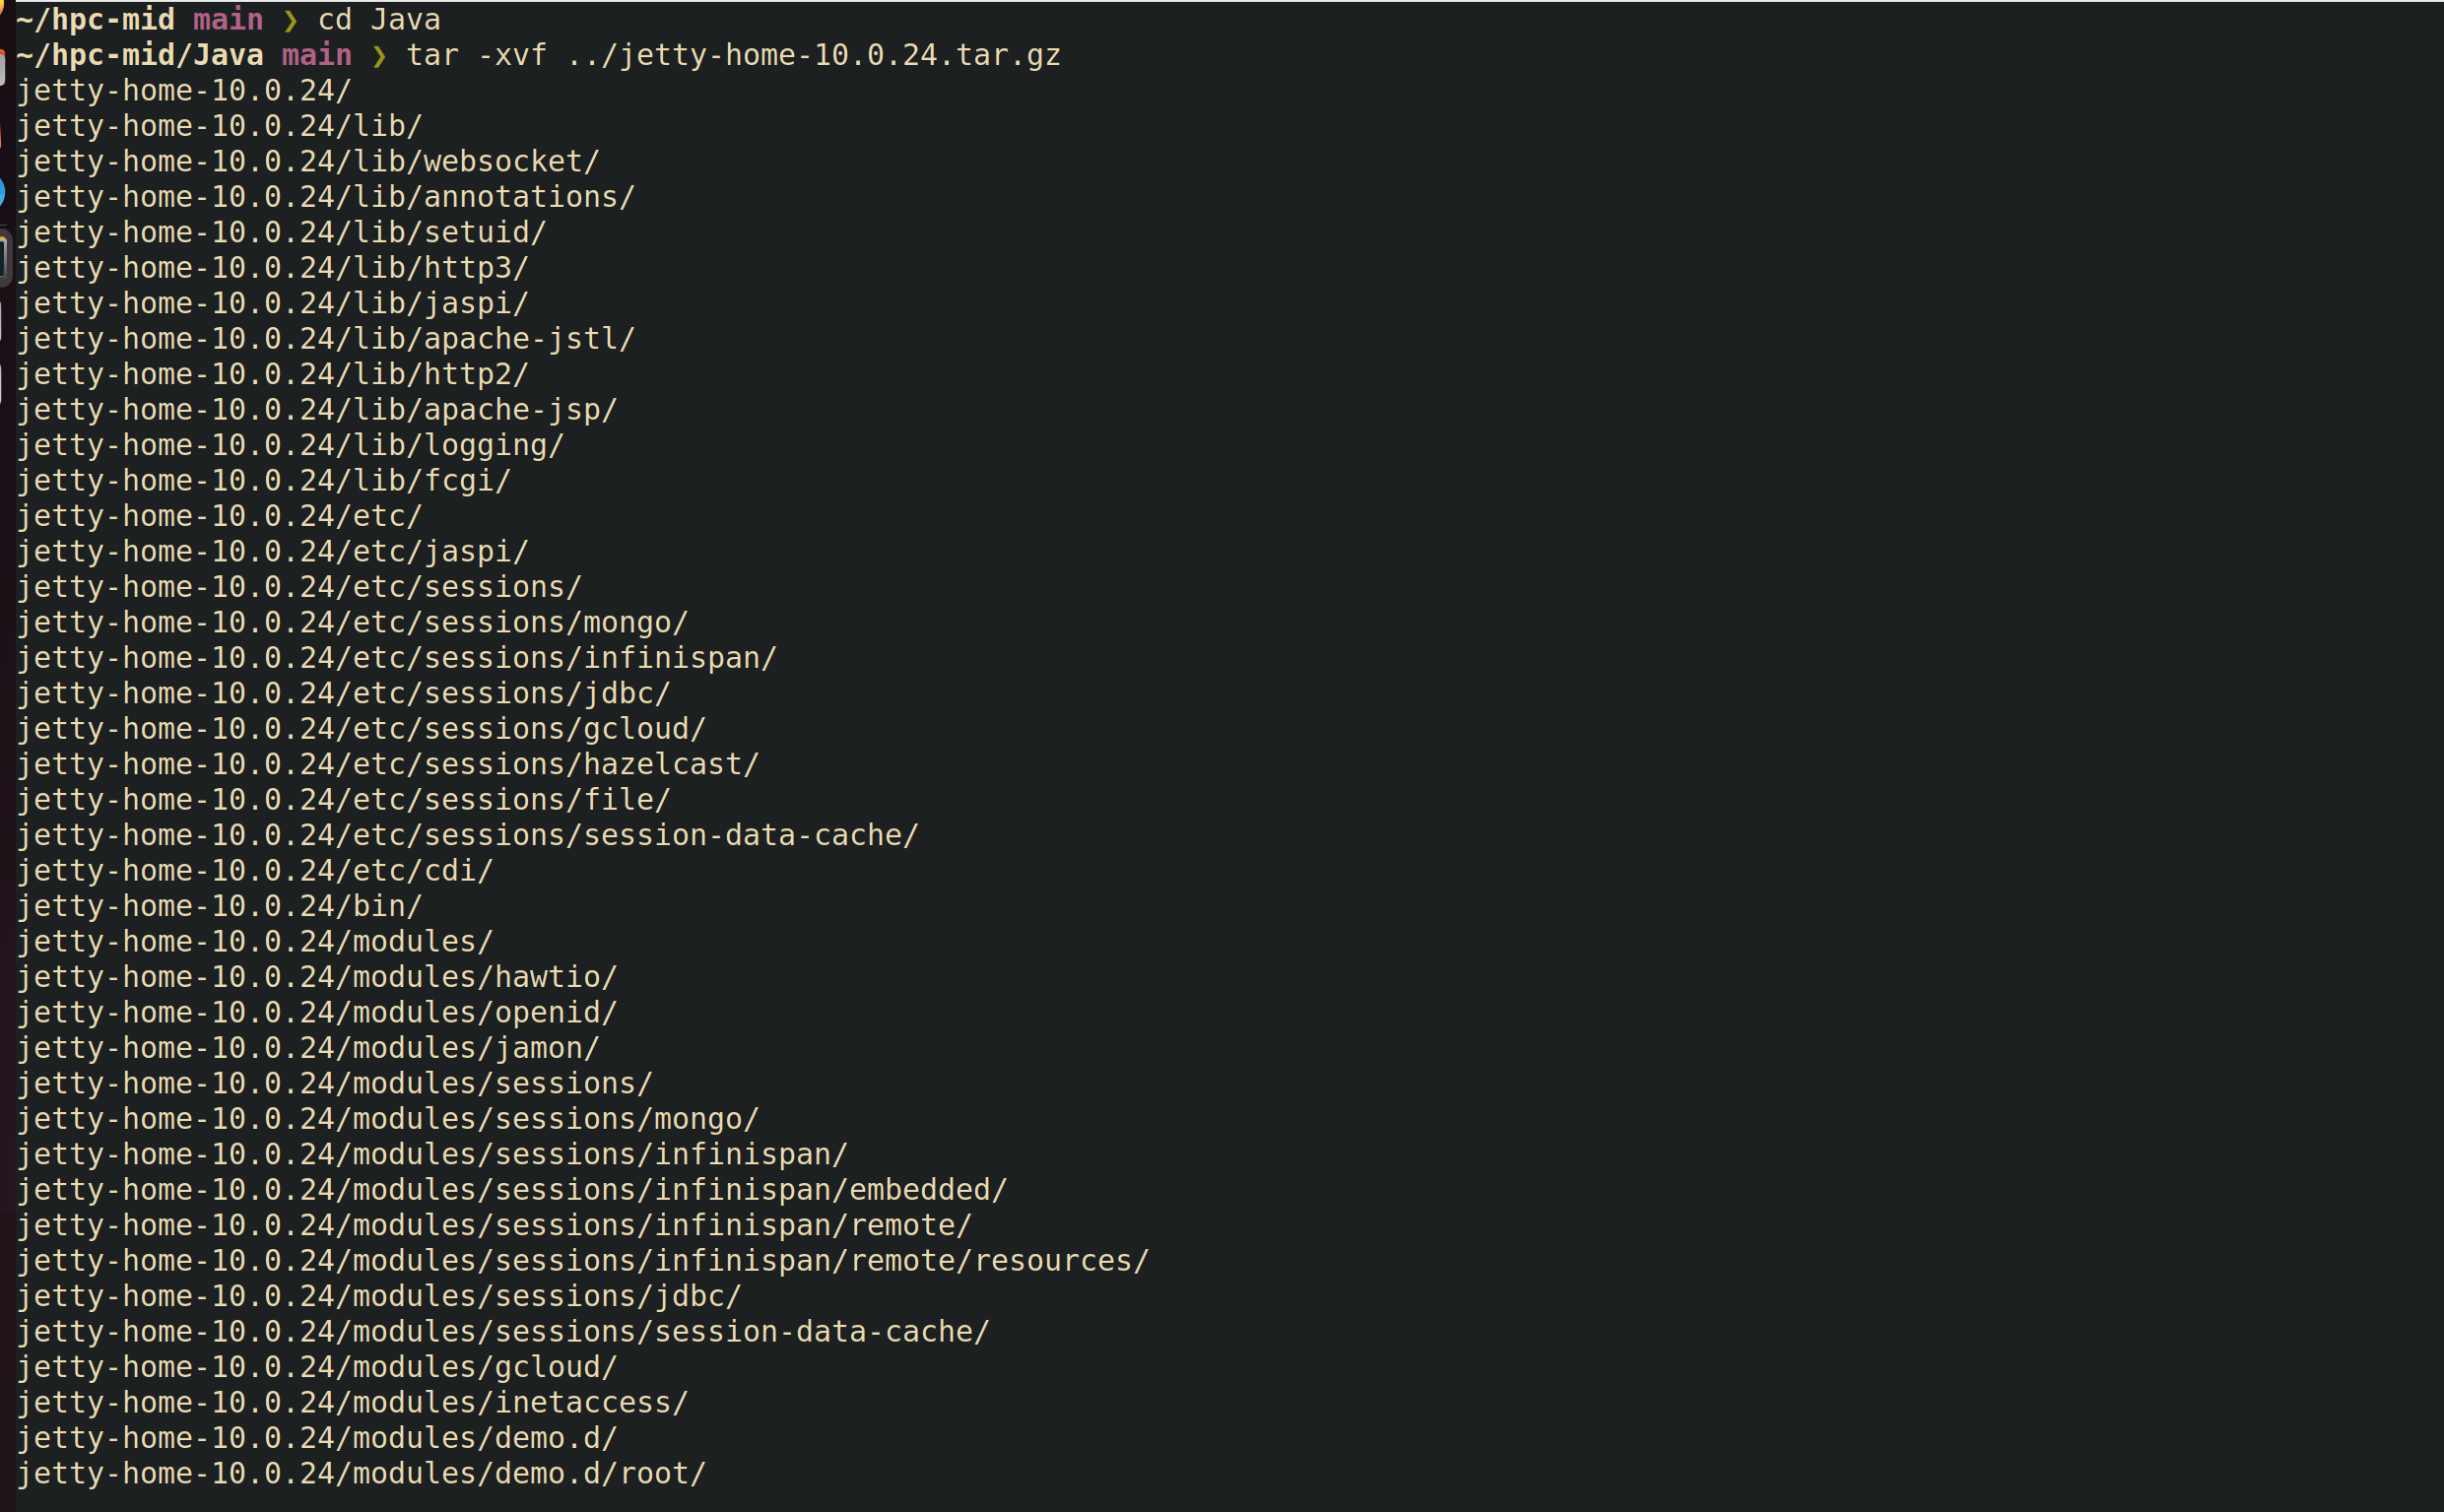 ~/hpc-mid main ❯ cd Java
~/hpc-mid/Java main ❯ tar -xvf ../jetty-home-10.0.24.tar.gz
jetty-home-10.0.24/
jetty-home-10.0.24/lib/
jetty-home-10.0.24/lib/websocket/
jetty-home-10.0.24/lib/annotations/
jetty-home-10.0.24/lib/setuid/
jetty-home-10.0.24/lib/http3/
jetty-home-10.0.24/lib/jaspi/
jetty-home-10.0.24/lib/apache-jstl/
jetty-home-10.0.24/lib/http2/
jetty-home-10.0.24/lib/apache-jsp/
jetty-home-10.0.24/lib/logging/
jetty-home-10.0.24/lib/fcgi/
jetty-home-10.0.24/etc/
jetty-home-10.0.24/etc/jaspi/
jetty-home-10.0.24/etc/sessions/
jetty-home-10.0.24/etc/sessions/mongo/
jetty-home-10.0.24/etc/sessions/infinispan/
jetty-home-10.0.24/etc/sessions/jdbc/
jetty-home-10.0.24/etc/sessions/gcloud/
jetty-home-10.0.24/etc/sessions/hazelcast/
jetty-home-10.0.24/etc/sessions/file/
jetty-home-10.0.24/etc/sessions/session-data-cache/
jetty-home-10.0.24/etc/cdi/
jetty-home-10.0.24/bin/
jetty-home-10.0.24/modules/
jetty-home-10.0.24/modules/hawtio/
jetty-home-10.0.24/modules/openid/
jetty-home-10.0.24/modules/jamon/
jetty-home-10.0.24/modules/sessions/
jetty-home-10.0.24/modules/sessions/mongo/
jetty-home-10.0.24/modules/sessions/infinispan/
jetty-home-10.0.24/modules/sessions/infinispan/embedded/
jetty-home-10.0.24/modules/sessions/infinispan/remote/
jetty-home-10.0.24/modules/sessions/infinispan/remote/resources/
jetty-home-10.0.24/modules/sessions/jdbc/
jetty-home-10.0.24/modules/sessions/session-data-cache/
jetty-home-10.0.24/modules/gcloud/
jetty-home-10.0.24/modules/inetaccess/
jetty-home-10.0.24/modules/demo.d/
jetty-home-10.0.24/modules/demo.d/root/